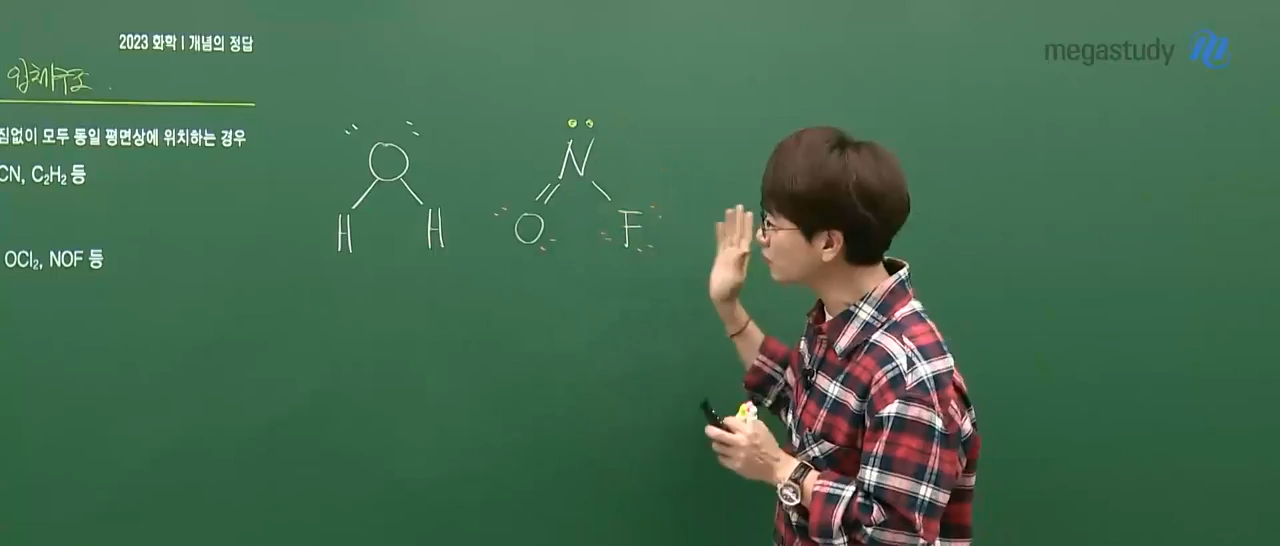 2023 화학 I 개념의 정답
megastudy
입체구조
짐없이 모두 동일 평면상에 위치하는 경우
CN, C₂H₂ 등
OCl₂, NOF 등
O
H H
N
O F